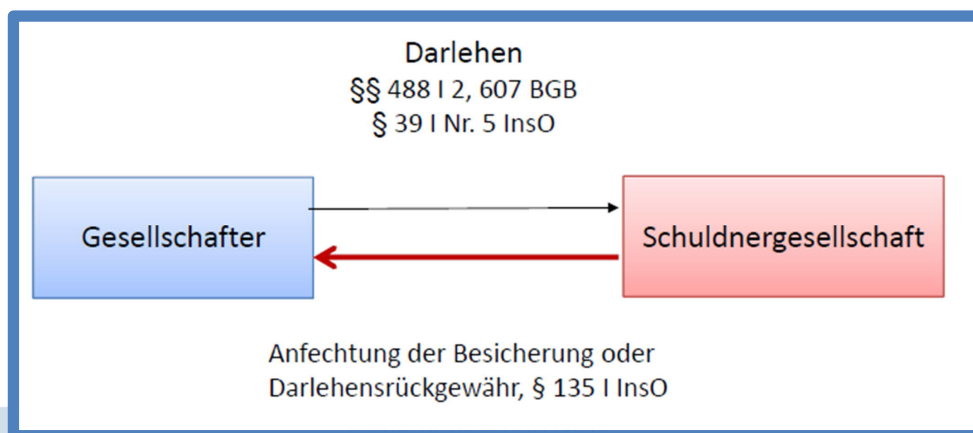 Darlehen
§§ 488 I 2, 607 BGB
§ 39 I Nr. 5 InsO
Gesellschafter
Schuldnergesellschaft
Anfechtung der Besicherung oder
Darlehensrückgewähr, § 135 I InsO